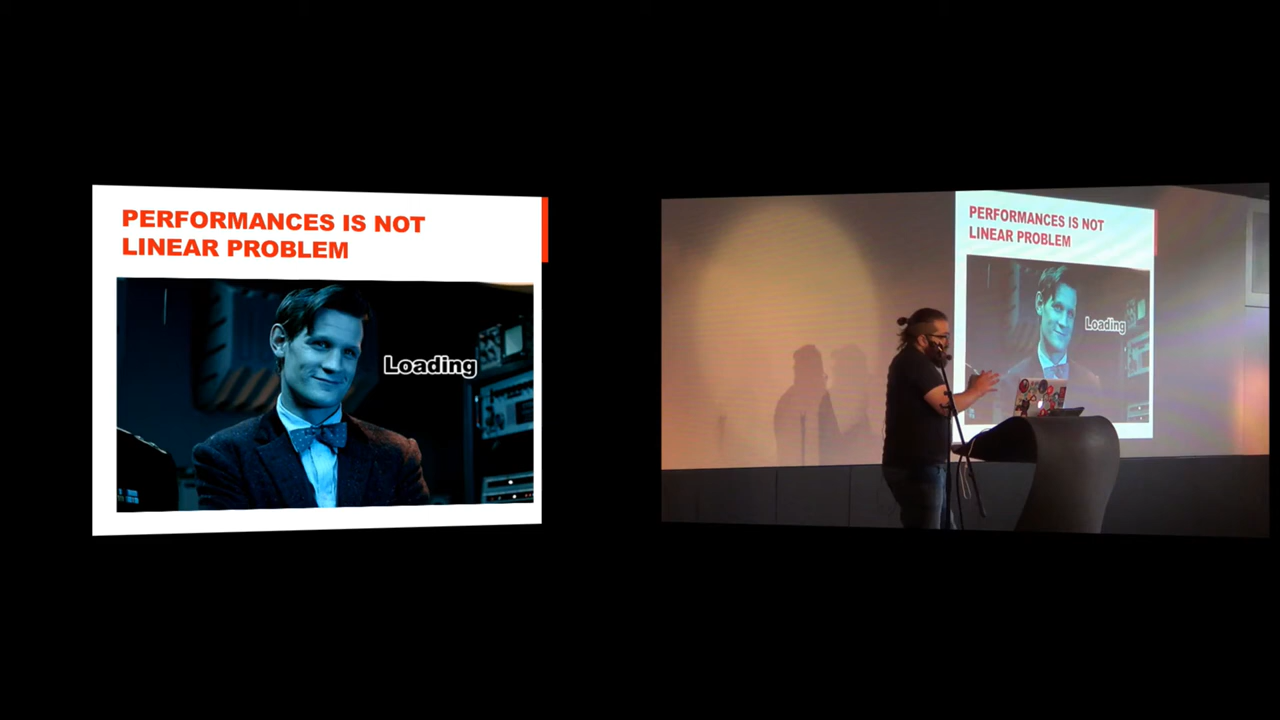 PERFORMANCES IS NOT
LINEAR PROBLEM
Loading
PERFORMANCES IS NOT
LINEAR PROBLEM
Loading